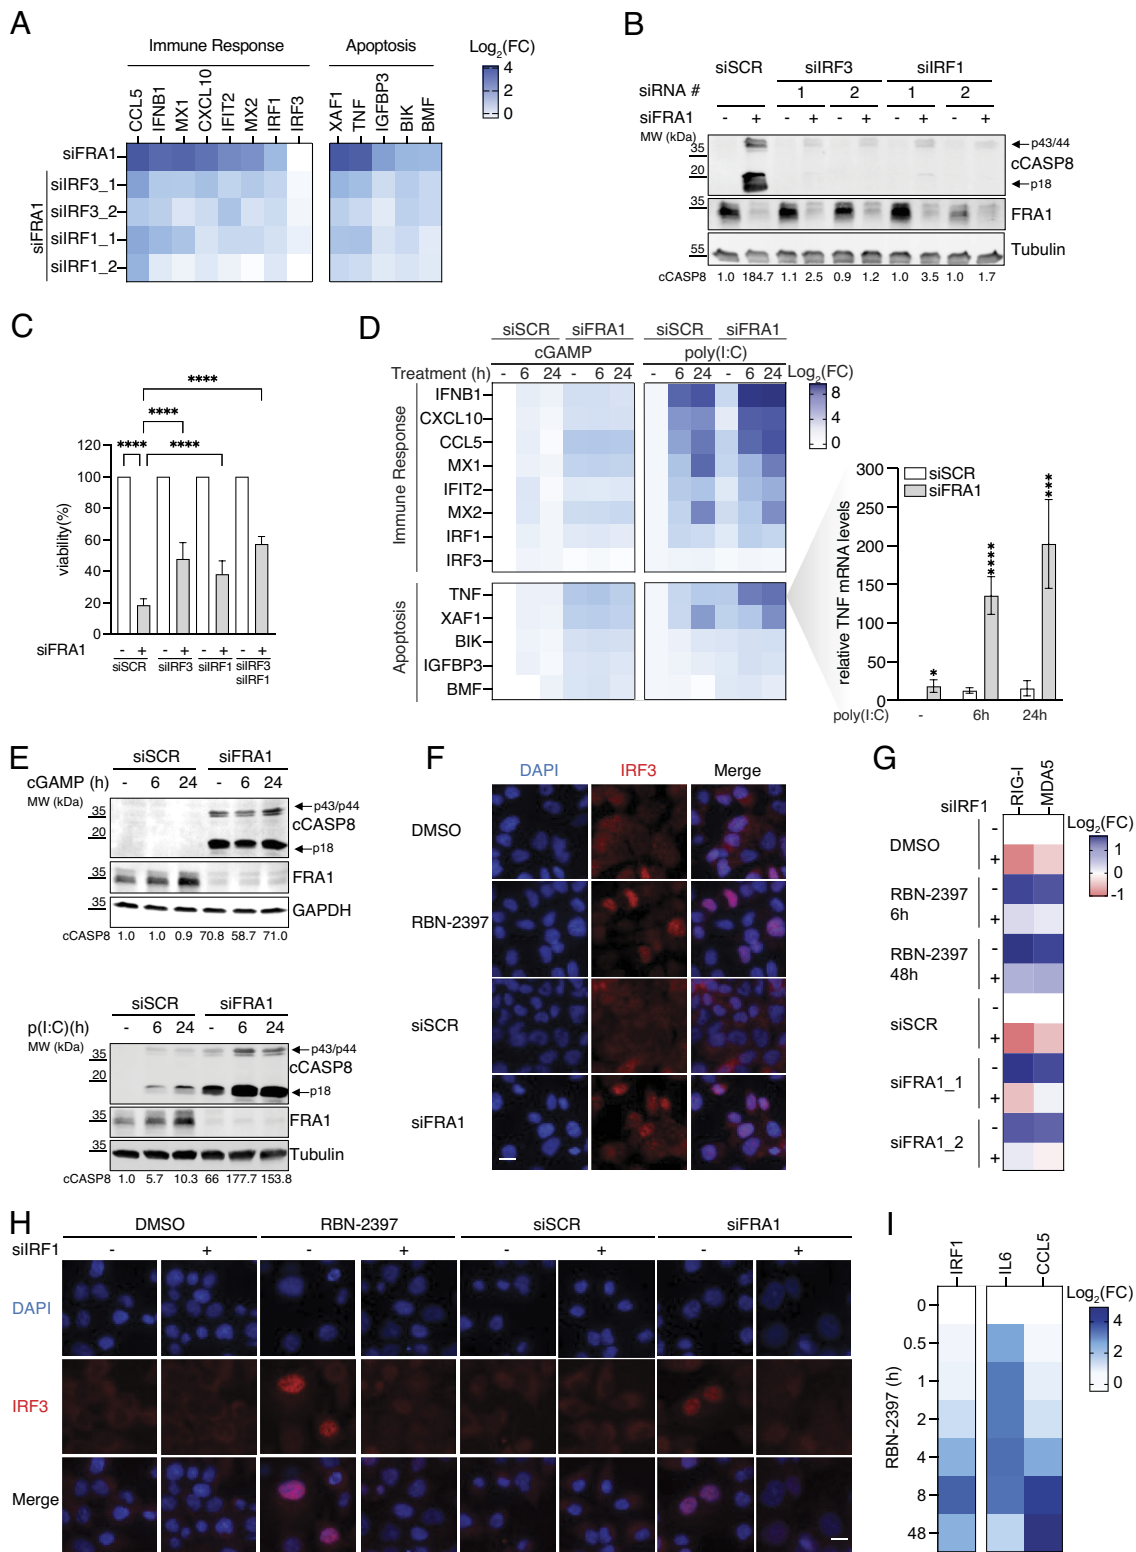 A
Immune Response
Apoptosis
Log2(FC)
CCL5
IFNB1
MX1
CXCL10
IFIT2
MX2
IRF1
IRF3
XAF1
TNF
IGFBP3
BIK
BMF
4
2
0
siFRA1
siFRA1
siIRF3_1
siIRF3_2
siIRF1_1
siIRF1_2
B
siSCR siIRF3 siIRF1
siRNA # 1 2 1 2
siFRA1 - + - + - + - + - +
MW (kDa)
35
20
p43/44
cCASP8
p18
35
FRA1
55
Tubulin
cCASP8 1.0 184.7 1.1 2.5 0.9 1.2 1.0 3.5 1.0 1.7
C
****
****
**** ****
viability(%)
120
100
80
60
40
20
0
siFRA1 - + - + - + - +
siSCR siIRF3 siIRF1 siIRF3
siIRF1
D
siSCR siFRA1 siSCR siFRA1
cGAMP poly(I:C)
Treatment (h) - 6 24 - 6 24 - 6 24 - 6 24
Log2(FC)
8
4
0
Immune Response
IFNB1
CXCL10
CCL5
MX1
IFIT2
MX2
IRF1
IRF3
Apoptosis
TNF
XAF1
BIK
IGFBP3
BMF
relative TNF mRNA levels
300
250
200
150
100
50
0
siSCR
siFRA1
*
****
***
poly(I:C) - 6h 24h
E
siSCR siFRA1
cGAMP (h) - 6 24 - 6 24
MW (kDa)
35
20
p43/p44
cCASP8
p18
35
FRA1
35
GAPDH
cCASP8 1.0 1.0 0.9 70.8 58.7 71.0
siSCR siFRA1
p(I:C)(h) - 6 24 - 6 24
MW (kDa)
35
20
p43/p44
cCASP8
p18
35
FRA1
35
Tubulin
cCASP8 1.0 5.7 10.3 66 177.7 153.8
F
DAPI IRF3 Merge
DMSO
RBN-2397
siSCR
siFRA1
G
siIRF1
RIG-I
MDA5
Log2(FC)
1
0
-1
DMSO
-
+
RBN-2397
6h
-
+
RBN-2397
48h
-
+
siSCR
-
+
siFRA1_1
-
+
siFRA1_2
-
+
H
DMSO RBN-2397 siSCR siFRA1
siIRF1 - + - + - + - +
DAPI
IRF3
Merge
I
IRF1
IL6
CCL5
Log2(FC)
4
2
0
RBN-2397 (h)
0
0.5
1
2
4
8
48